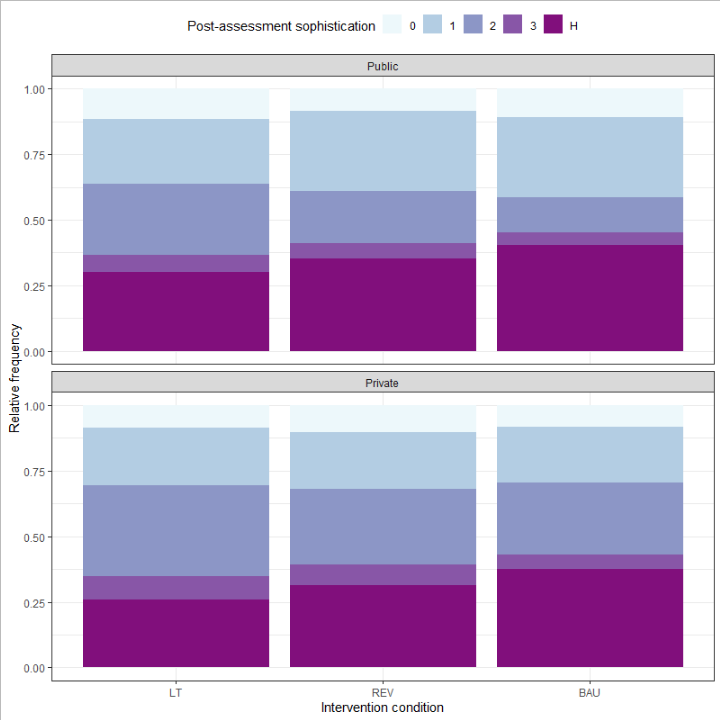 Post-assessment sophistication 0 1 2 3 H
Public
1.00
0.75
0.50
0.25
0.00
Relative frequency
Private
1.00
0.75
0.50
0.25
0.00
LT REV BAU
Intervention condition